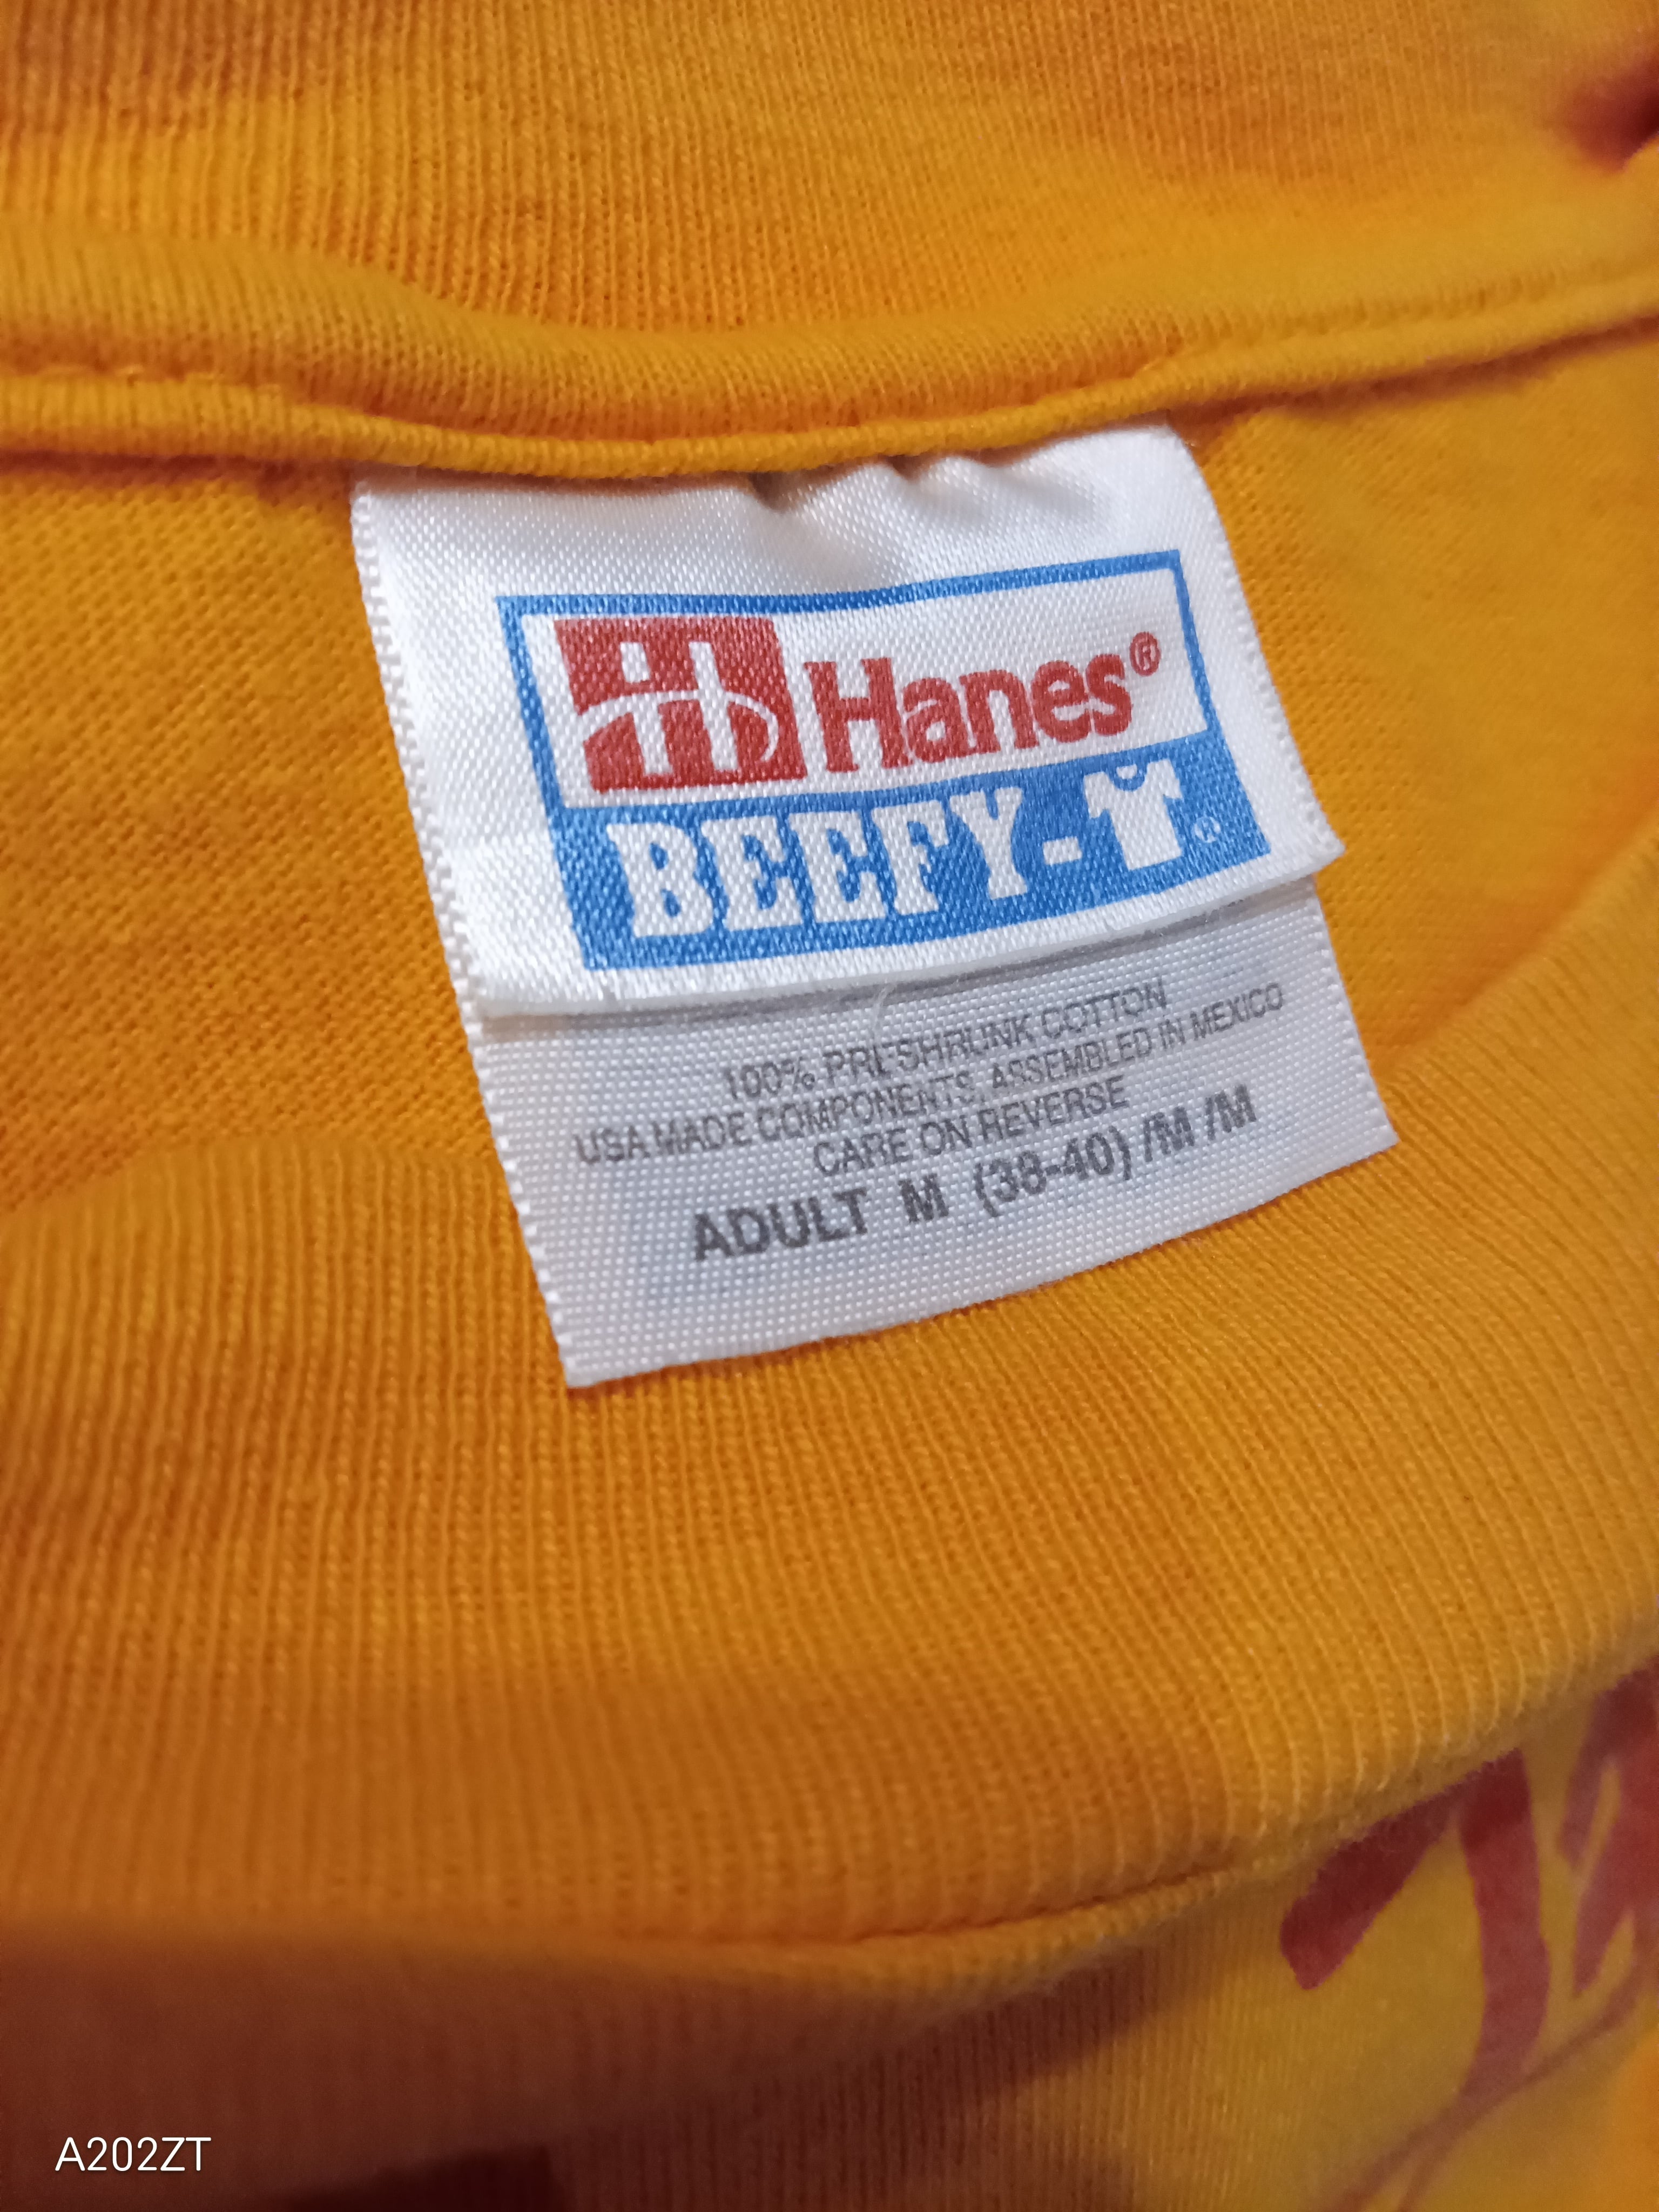 Hanes®
BEEFY-T®
100% PRESHRUNK COTTON
USA MADE COMPONENTS, ASSEMBLED IN MEXICO
CARE ON REVERSE
ADULT M (38-40) /M /M
A202ZT